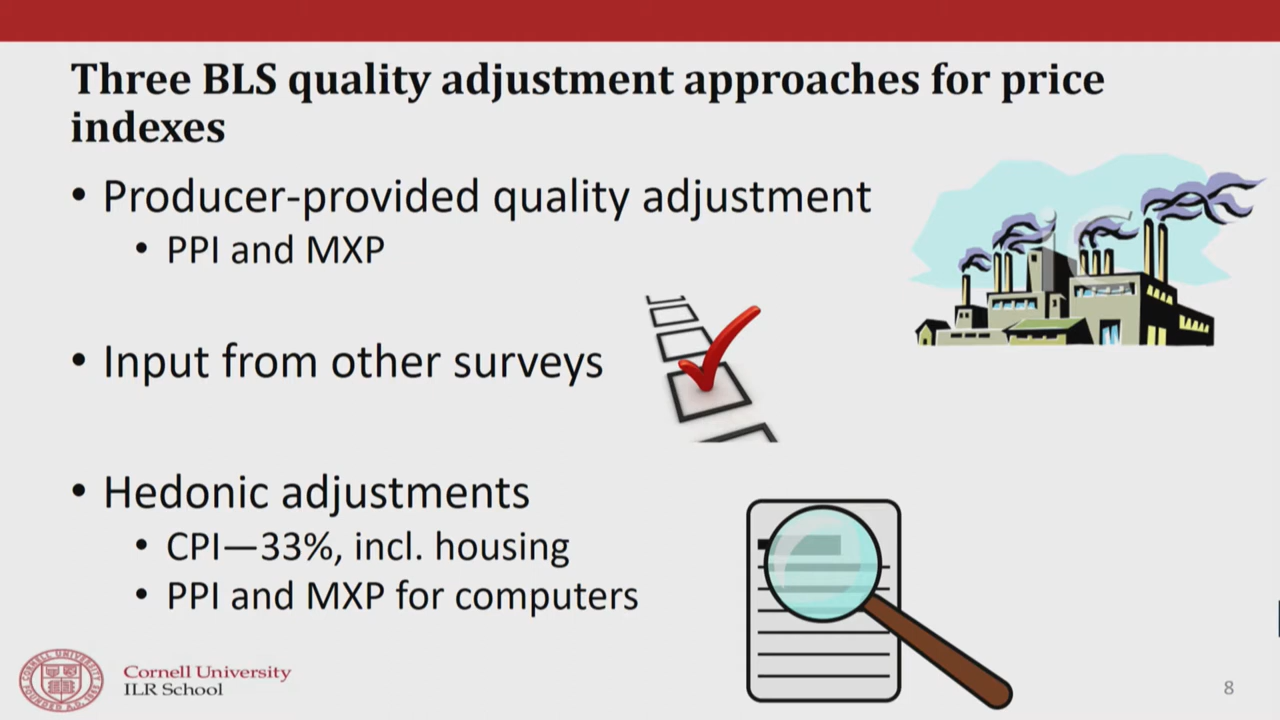 Three BLS quality adjustment approaches for price
indexes
• Producer-provided quality adjustment
• PPI and MXP
• Input from other surveys
• Hedonic adjustments
• CPI—33%, incl. housing
• PPI and MXP for computers
Cornell University
ILR School
8